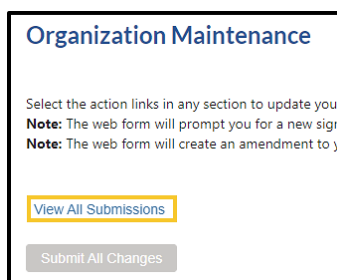 Organization Maintenance
Select the action links in any section to update you
Note: The web form will prompt you for a new
Note: The web form will create an amendment to
View All Submissions
Submit All Changes